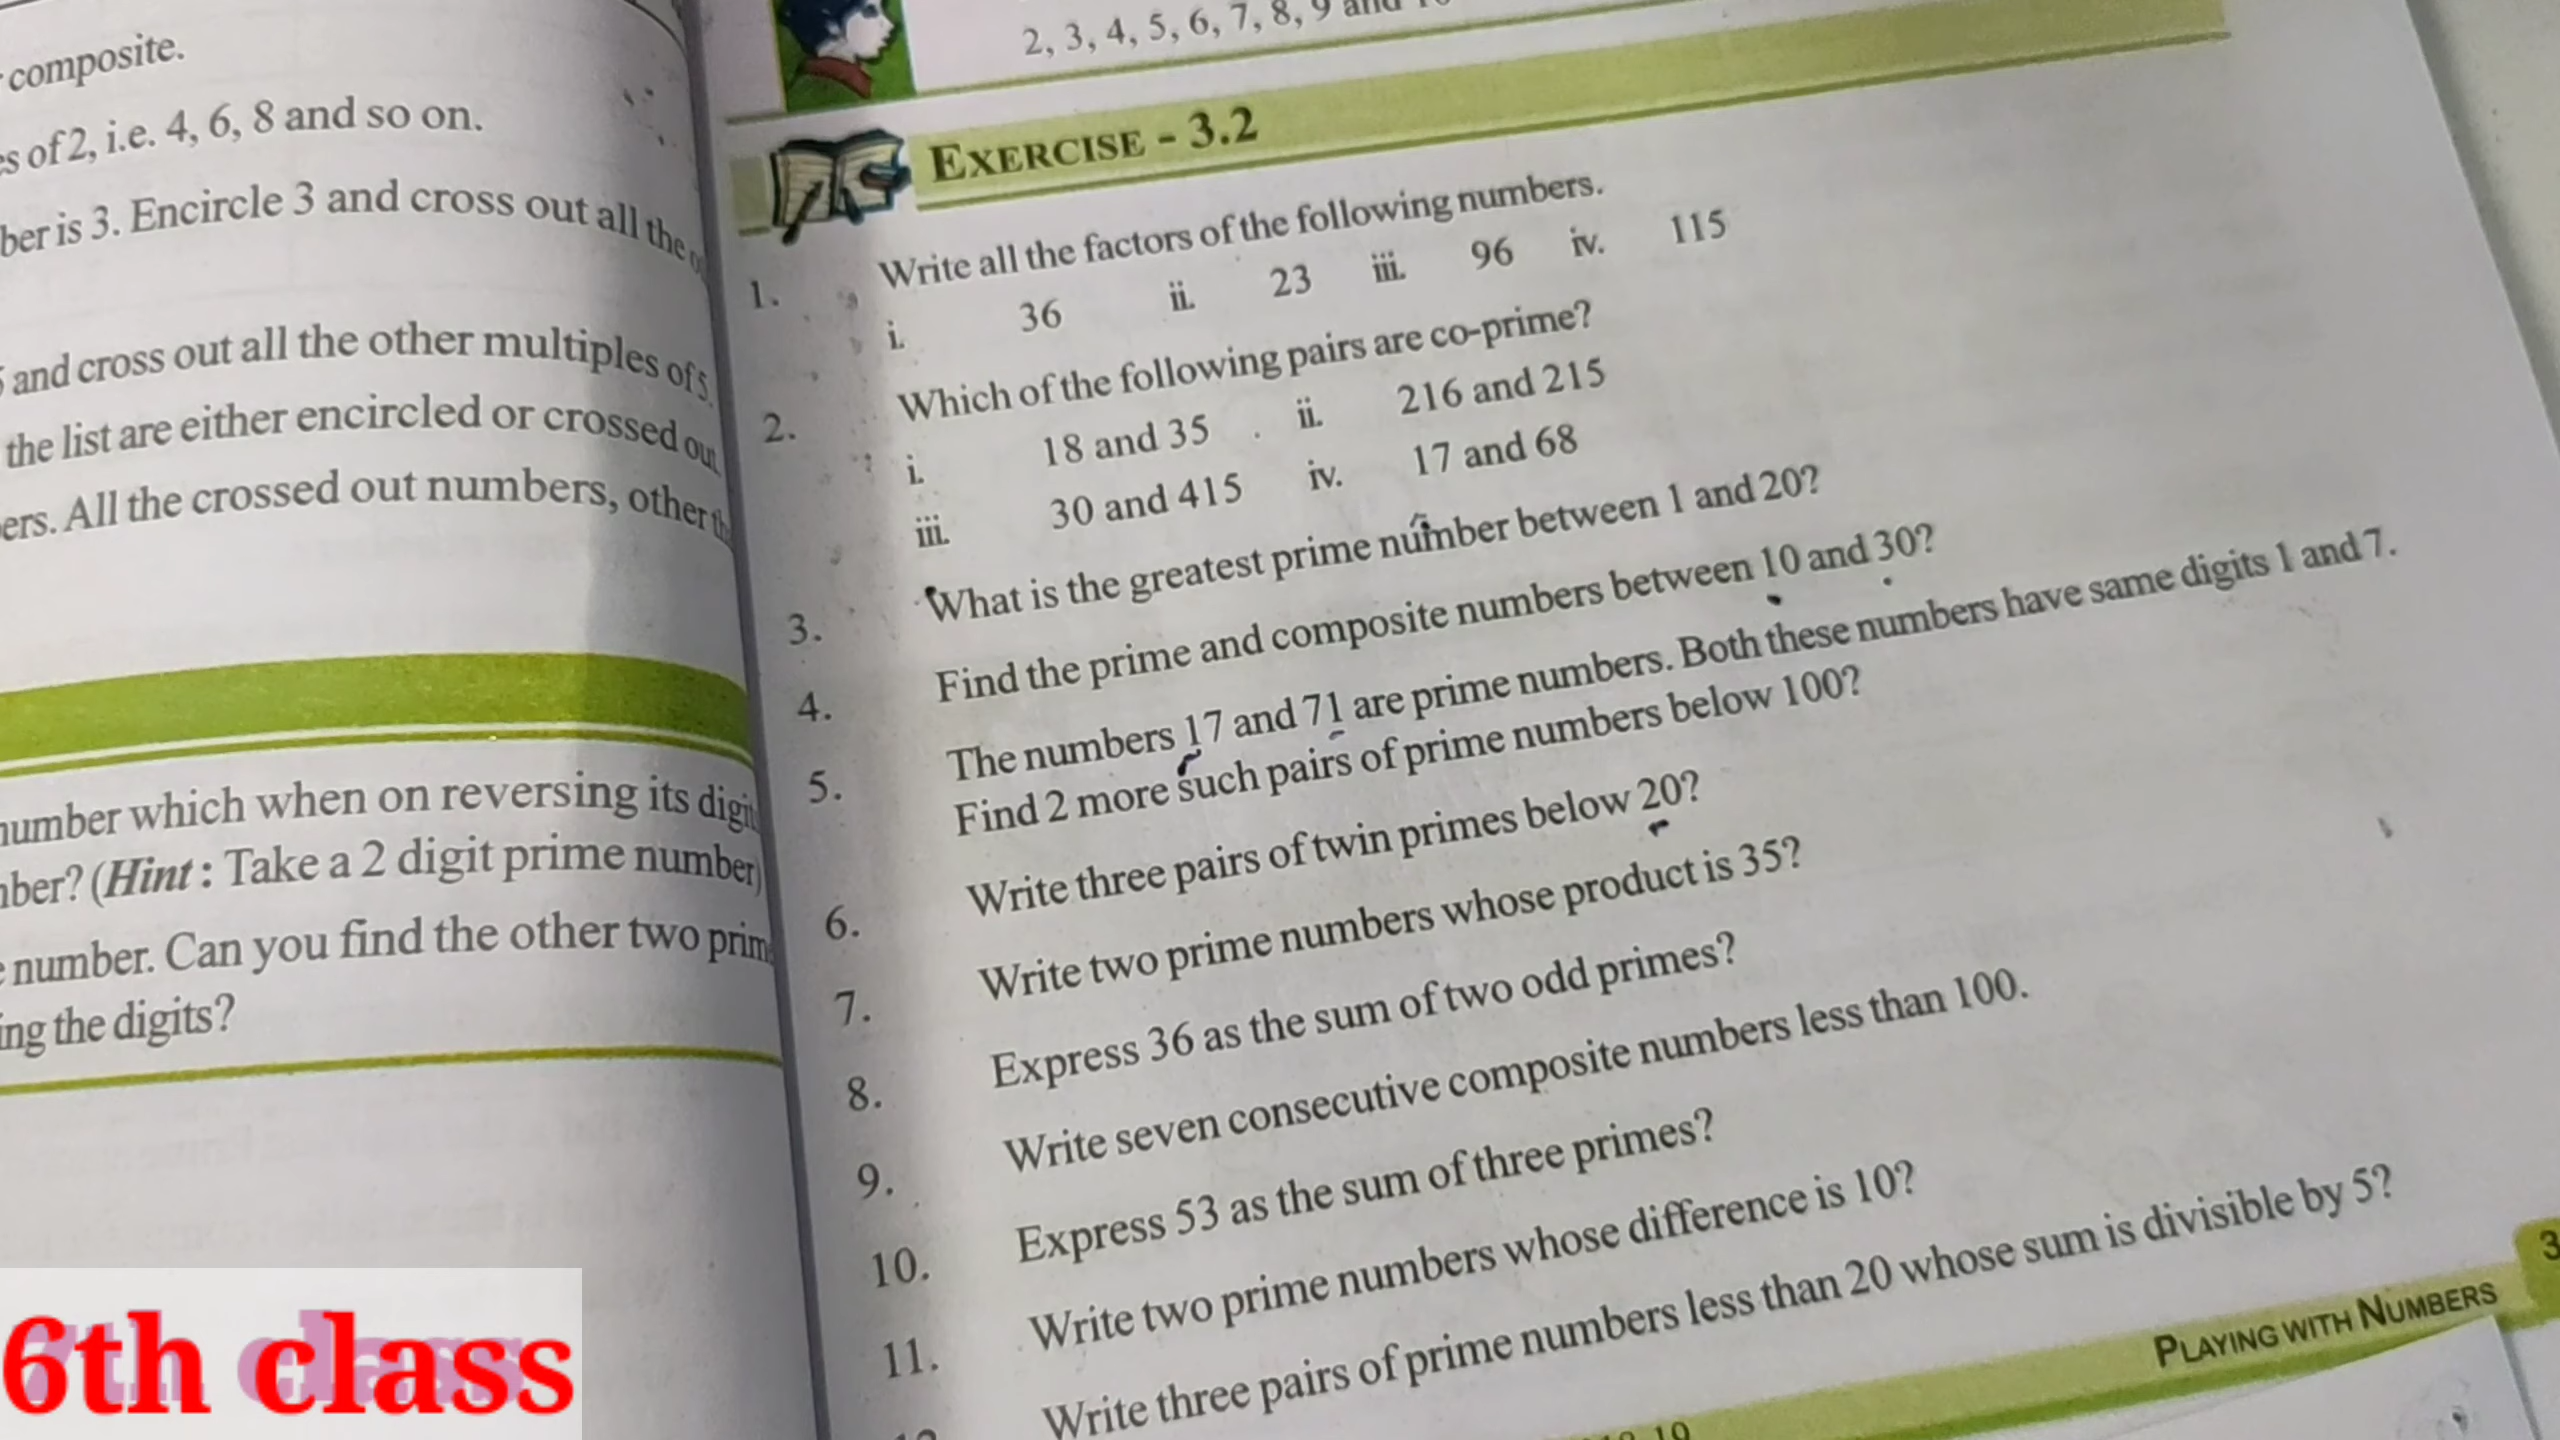 composite.
of 2, i.e. 4, 6, 8 and so on.
is 3. Encircle 3 and cross out all the
and cross out all the other multiples of 5.
the list are either encircled or crossed out
All the crossed out numbers, other
which when on reversing its
(Hint : Take a 2 digit prime number)
number. Can you find the other two
the digits?
2, 3, 4, 5, 6, 7, 8, 9 and
EXERCISE - 3.2
1. Write all the factors of the following numbers.
i. 36 ii. 23 iii. 96 iv. 115
2. Which of the following pairs are co-prime?
i. 18 and 35 ii. 216 and 215
iii. 30 and 415 iv. 17 and 68
3. What is the greatest prime number between 1 and 20?
4. Find the prime and composite numbers between 10 and 30?
5. The numbers 17 and 71 are prime numbers. Both these numbers have same digits 1 and 7.
Find 2 more such pairs of prime numbers below 100?
6. Write three pairs of twin primes below 20?
7. Write two prime numbers whose product is 35?
8. Express 36 as the sum of two odd primes?
9. Write seven consecutive composite numbers less than 100.
10. Express 53 as the sum of three primes?
11. Write two prime numbers whose difference is 10?
Write three pairs of prime numbers less than 20 whose sum is divisible by 5?
PLAYING WITH NUMBERS
6th class